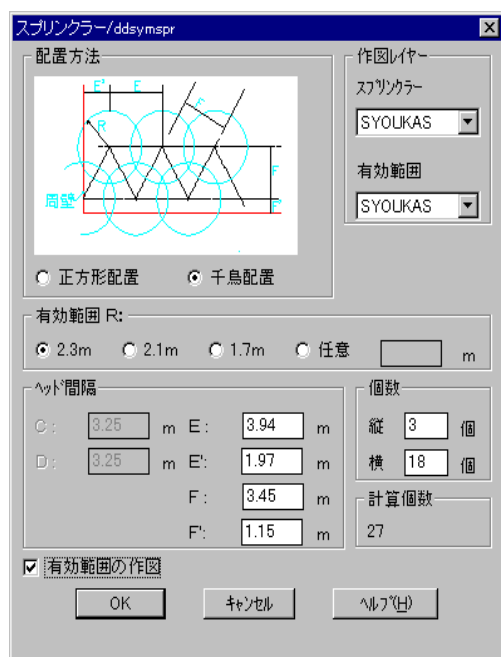 スプリンクラー/ddsymspr
配置方法
E' E
F
R
F
周壁
F'
正方形配置 千鳥配置
作図レイヤー
スプリンクラー
SYOUKAS
有効範囲
SYOUKAS
有効範囲 R:
2.3m 2.1m 1.7m 任意 m
ヘッド間隔
C : 3.25 m E : 3.94 m
D : 3.25 m E': 1.97 m
F : 3.45 m
F': 1.15 m
個数
縦 3 個
横 18 個
計算個数
27
有効範囲の作図
OK キャンセル ヘルプ(H)